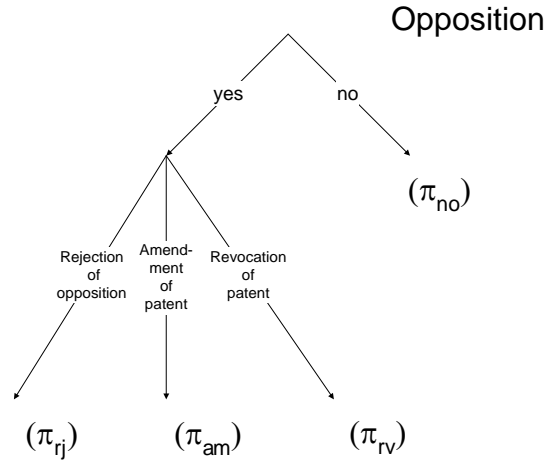 Opposition
yes
no
(π_no)
Rejection
of
opposition
Amend-
ment
of
patent
Revocation
of
patent
(π_rj)
(π_am)
(π_rv)